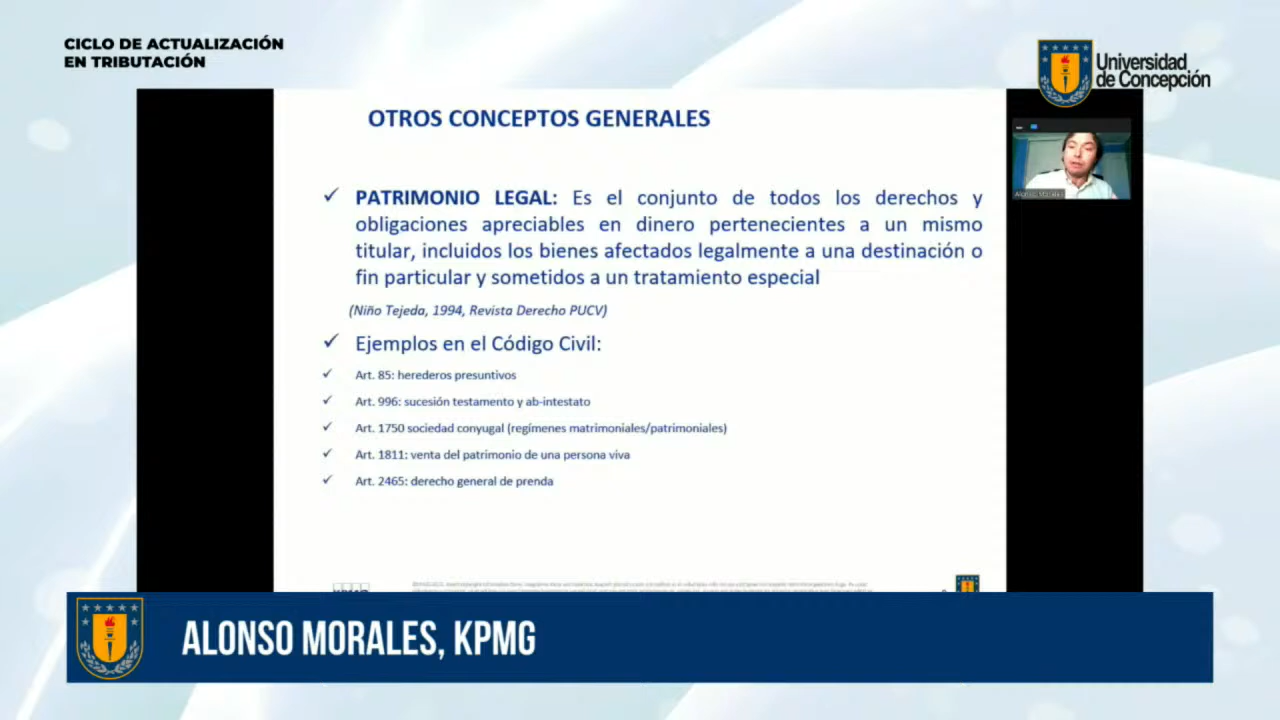 CICLO DE ACTUALIZACIÓN
EN TRIBUTACIÓN
Universidad
de Concepción
OTROS CONCEPTOS GENERALES
Alonso Morales
✓ PATRIMONIO LEGAL: Es el conjunto de todos los derechos y
obligaciones apreciables en dinero pertenecientes a un mismo
titular, incluidos los bienes afectados legalmente a una destinación o
fin particular y sometidos a un tratamiento especial
(Niño Tejeda, 1994, Revista Derecho PUCV)
✓ Ejemplos en el Código Civil:
✓ Art. 85: herederos presuntivos
✓ Art. 996: sucesión testamento y ab-intestato
✓ Art. 1750 sociedad conyugal (regímenes matrimoniales/patrimoniales)
✓ Art. 1811: venta del patrimonio de una persona viva
✓ Art. 2465: derecho general de prenda
ALONSO MORALES, KPMG